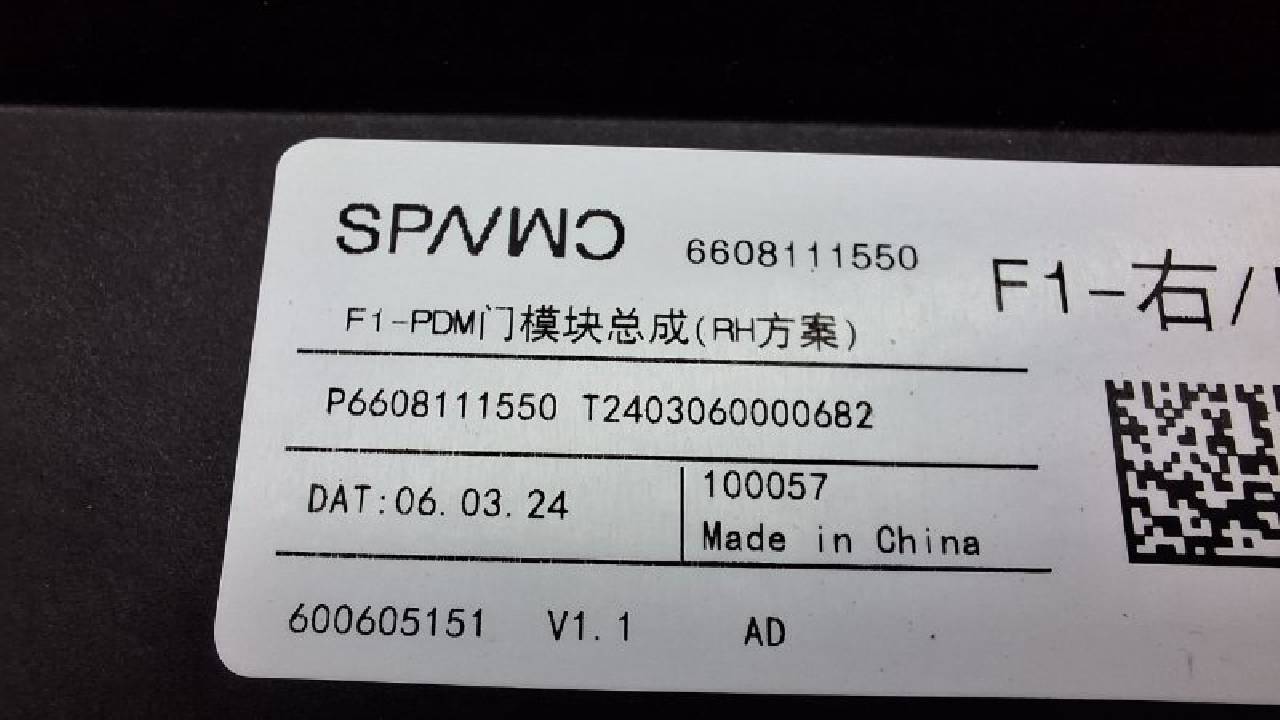 SPΛVWO 6608111550
F1-右/
F1-PDM门模块总成(RH方案)
P6608111550 T2403060000682
DAT:06.03.24
100057
Made in China
600605151 V1.1 AD